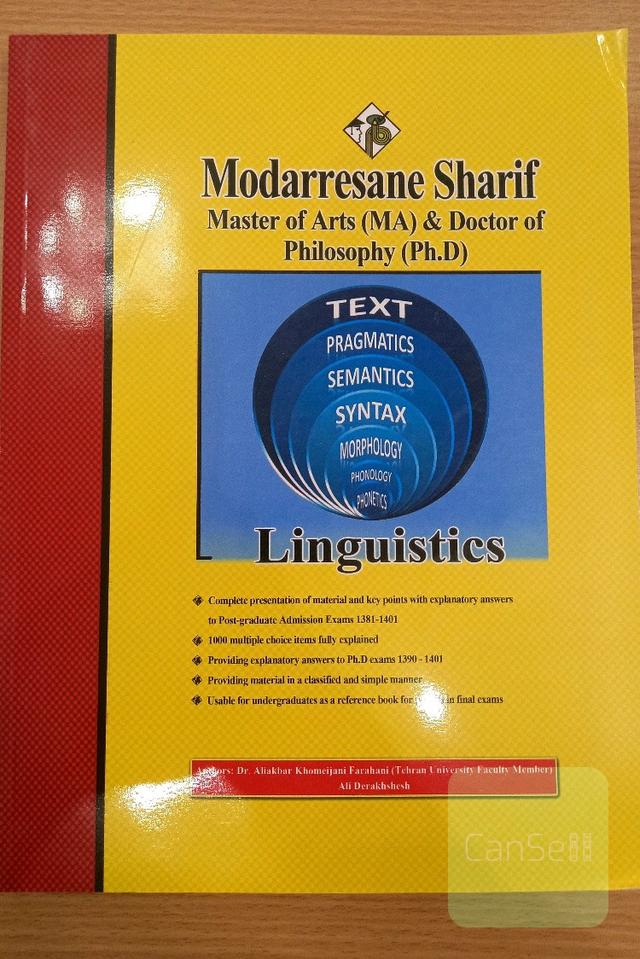 Modarresane Sharif
Master of Arts (MA) & Doctor of
Philosophy (Ph.D)
TEXT
PRAGMATICS
SEMANTICS
SYNTAX
MORPHOLOGY
PHONOLOGY
PHONETICS
Linguistics
Complete presentation of material and key points with explanatory answers
to Post-graduate Admission Exams 1381-1401
1000 multiple choice items fully explained
Providing explanatory answers to Ph.D exams 1390 - 1401
Providing material in a classified and simple manner
Usable for undergraduates as a reference book for in final exams
Authors: Dr. Aliakbar Khomeijani Farahani (Tehran University Faculty Member)
Ali Derakhshesh
CanSell